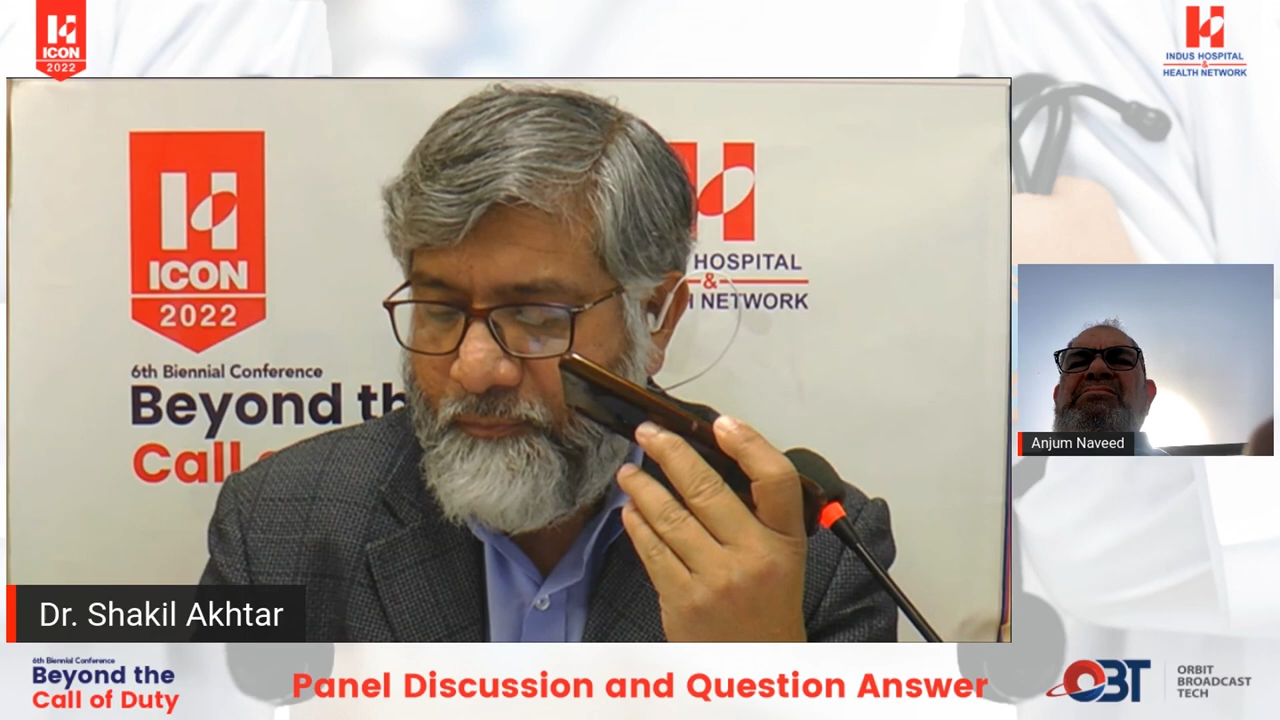 ICON
2022
INDUS HOSPITAL
&
HEALTH NETWORK
ICON
2022
6th Biennial Conference
Beyond th
Call
HOSPITAL
&
NETWORK
Anjum Naveed
Dr. Shakil Akhtar
6th Biennial Conference
Beyond the
Call of Duty
Panel Discussion and Question Answer
OBT
ORBIT
BROADCAST
TECH